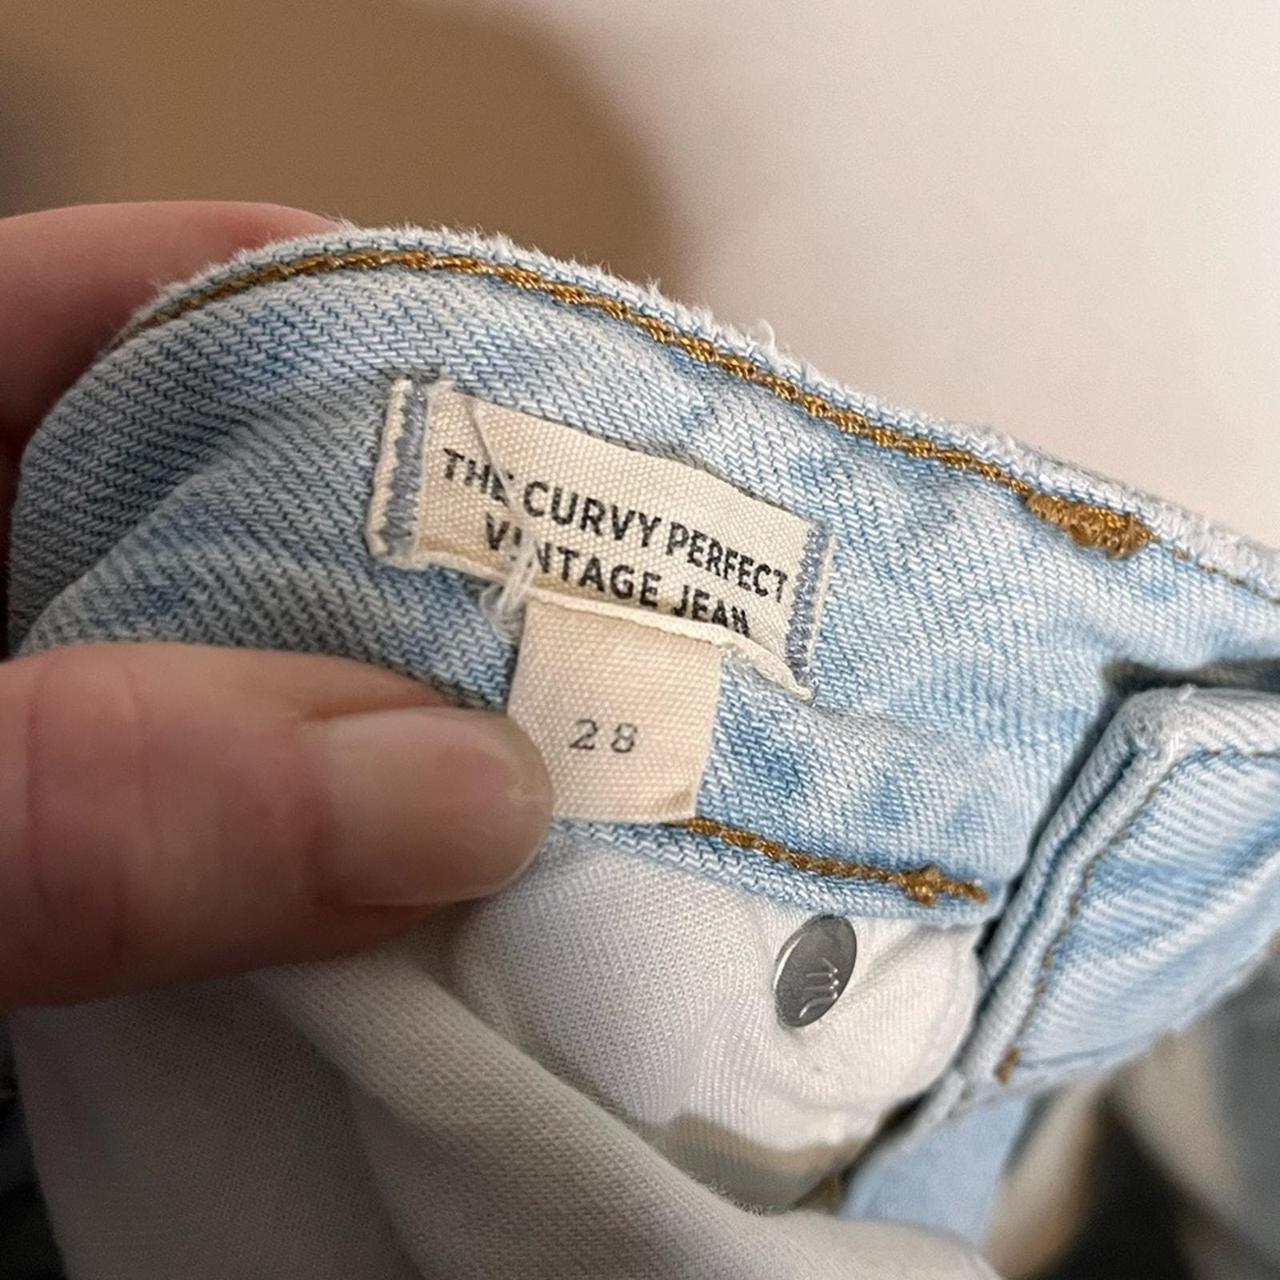 THE CURVY PERFECT
VINTAGE JEAN
28